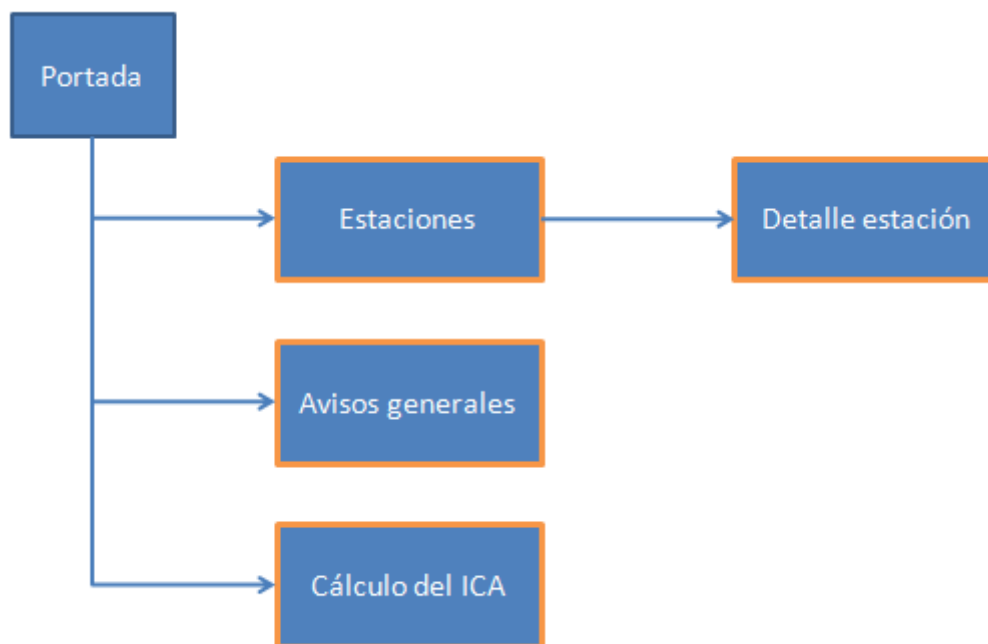 Portada
Estaciones
Detalle estación
Avisos generales
Cálculo del ICA